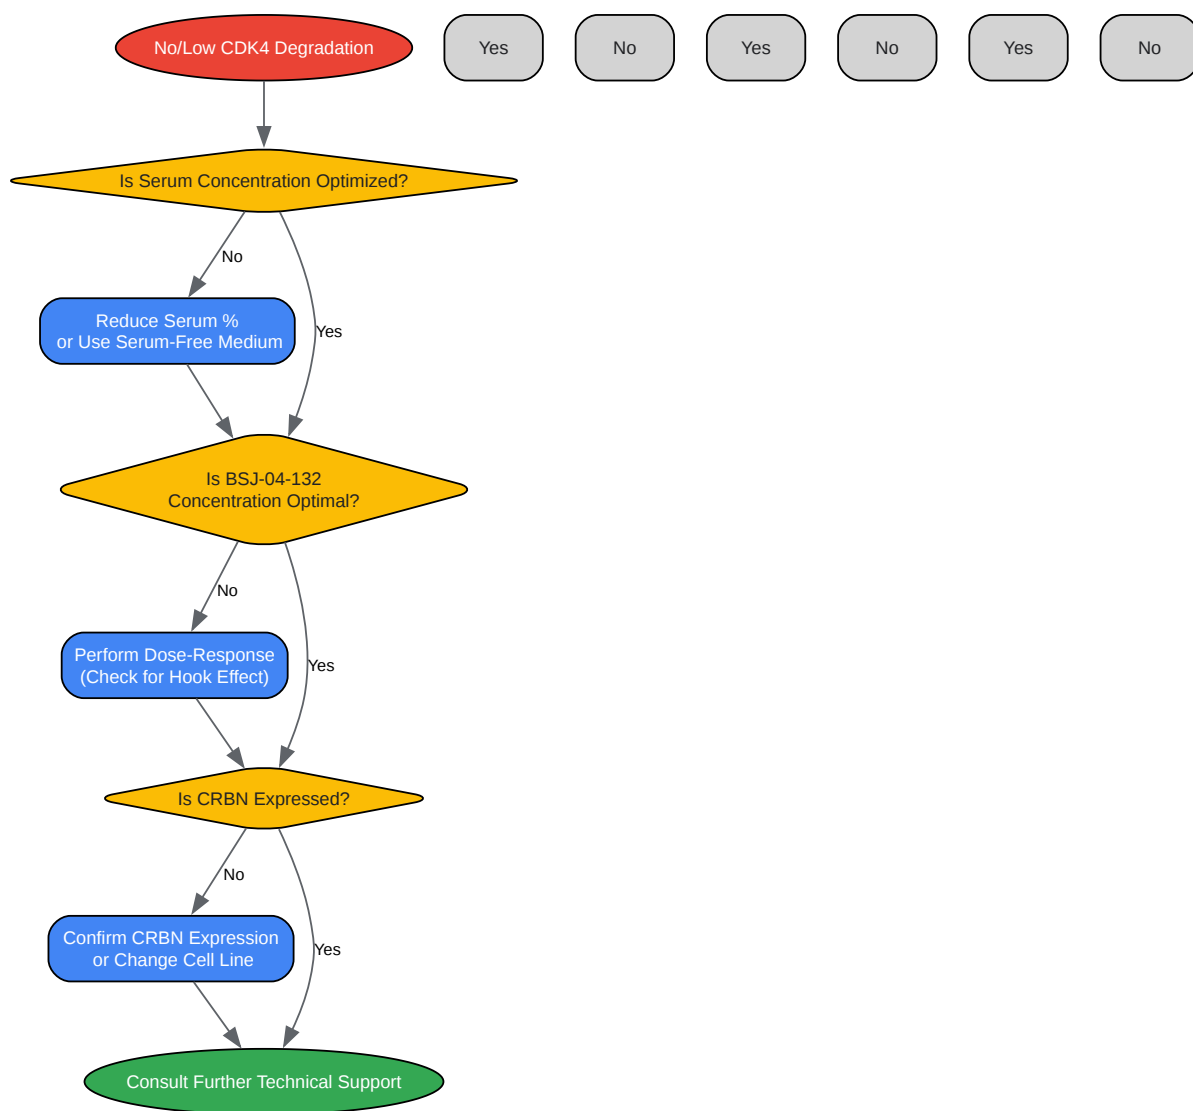 No/Low CDK4 Degradation
Yes
No
Yes
No
Yes
No
Is Serum Concentration Optimized?
No
Reduce Serum %
or Use Serum-Free Medium
Yes
Is BSJ-04-132
Concentration Optimal?
No
Perform Dose-Response
(Check for Hook Effect)
Yes
Is CRBN Expressed?
No
Confirm CRBN Expression
or Change Cell Line
Yes
Consult Further Technical Support